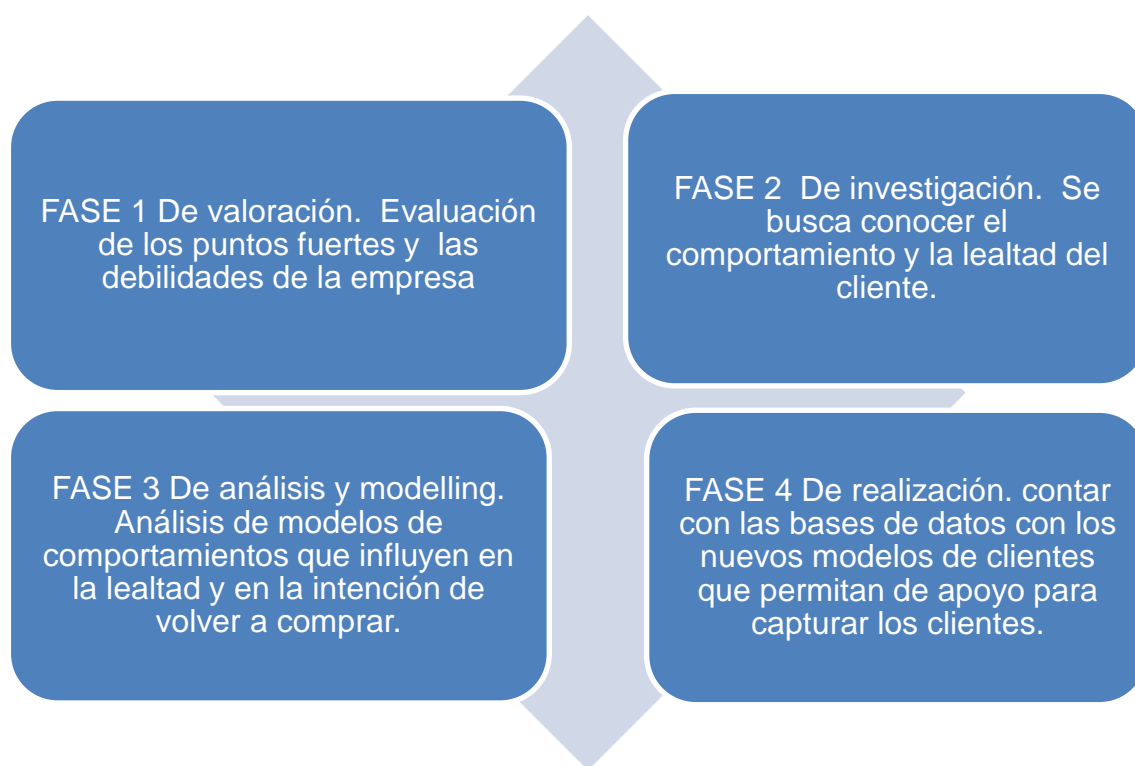 FASE 1 De valoración.  Evaluación
de los puntos fuertes y  las
debilidades de la empresa
FASE 2  De investigación.  Se
busca conocer el
comportamiento y la lealtad del
cliente.
FASE 3 De análisis y modelling.
Análisis de modelos de
comportamientos que influyen en
la lealtad y en la intención de
volver a comprar.
FASE 4 De realización. contar
con las bases de datos con los
nuevos modelos de clientes
que permitan de apoyo para
capturar los clientes.